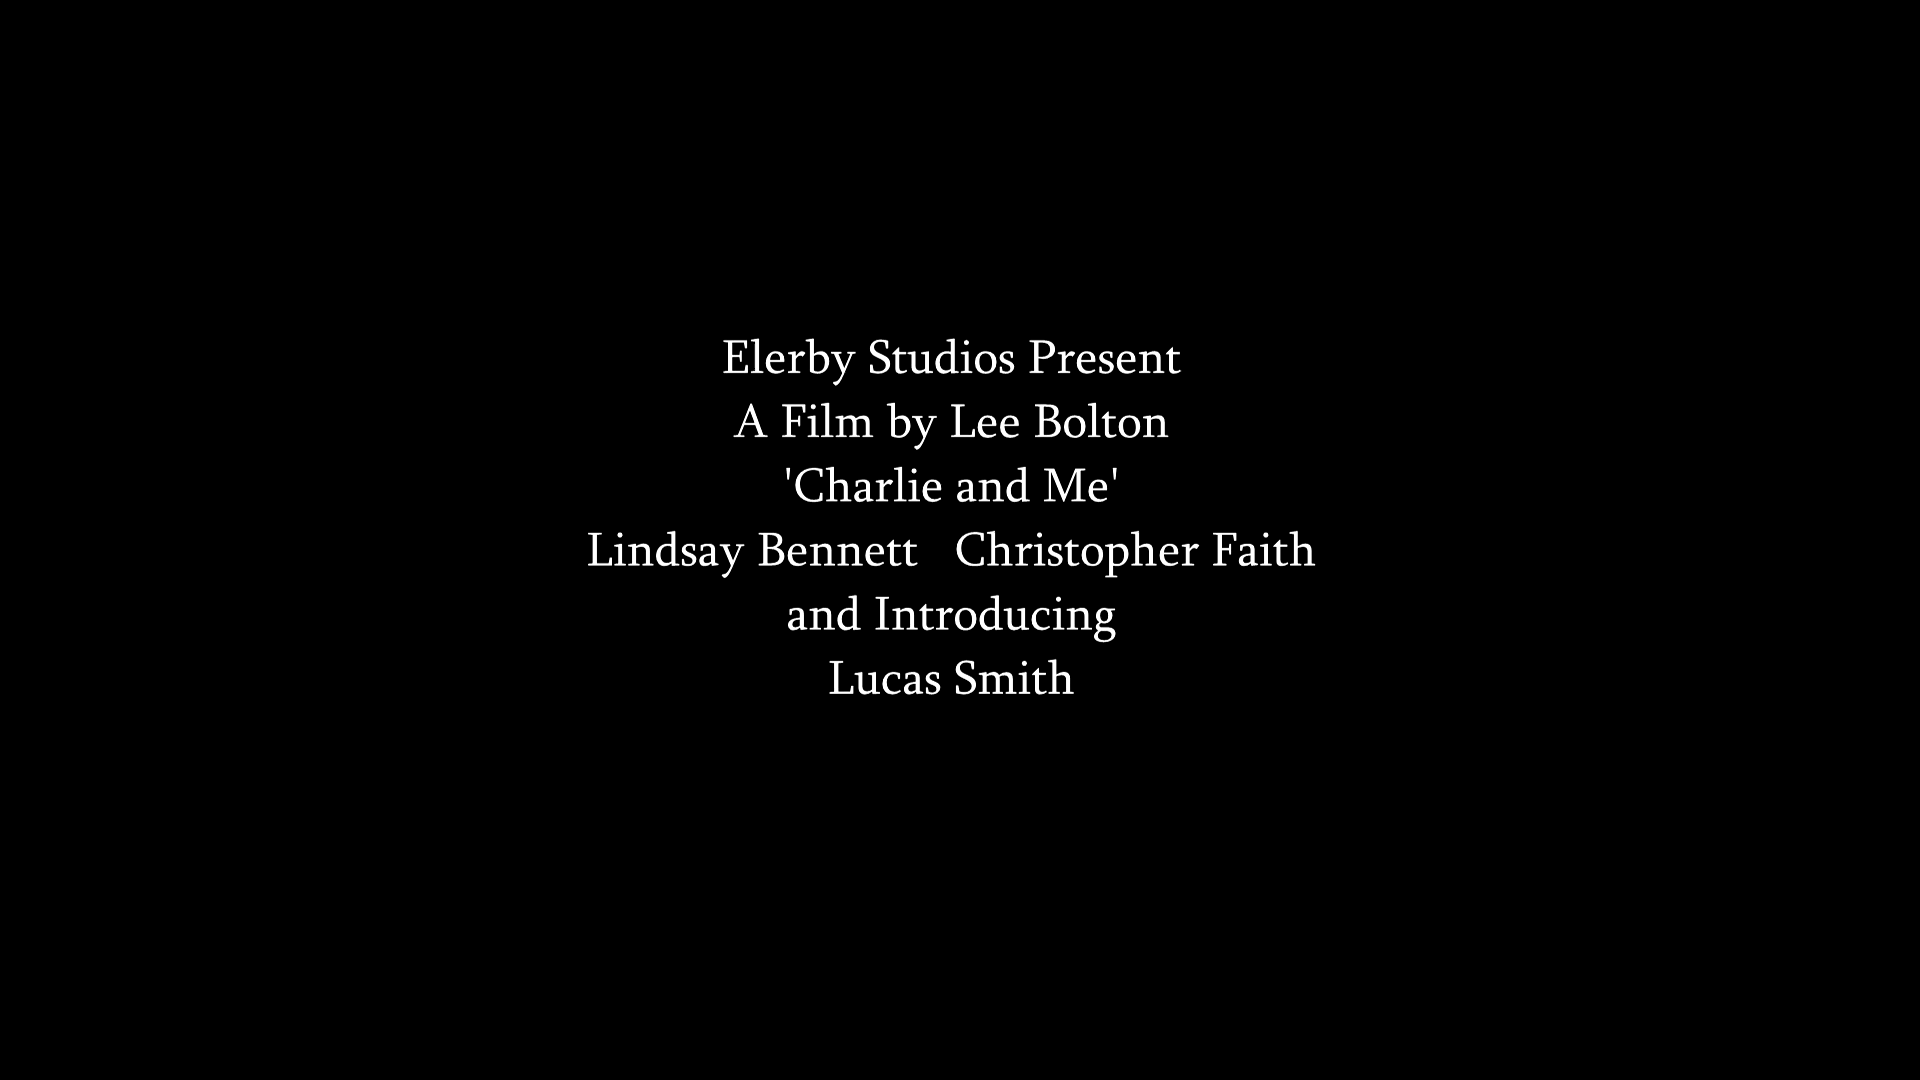 Elerby Studios Present
A Film by Lee Bolton
'Charlie and Me'
Lindsay Bennett   Christopher Faith
and Introducing
Lucas Smith